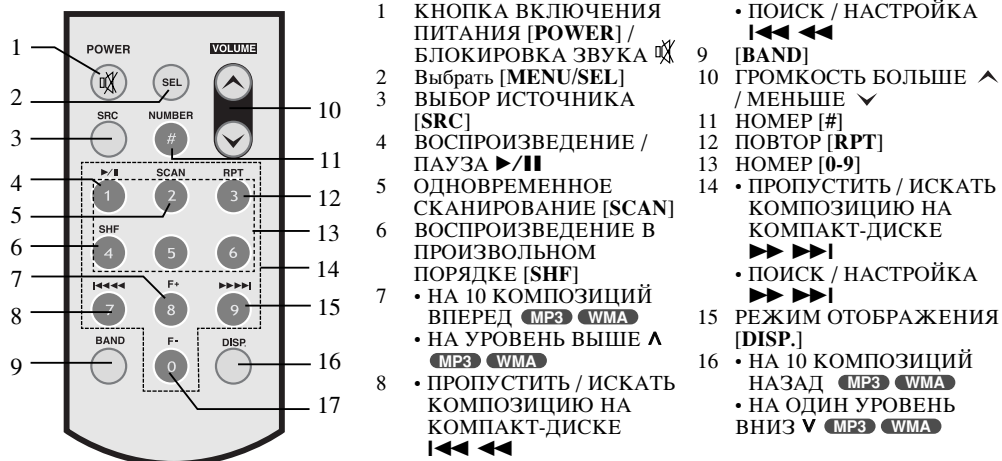 POWER
VOLUME
SEL
SRC
NUMBER
#
▶/❚❚
SCAN
RPT
1
2
3
SHF
4
5
6
I◀◀ ◀◀
F+
▶▶ ▶▶I
7
8
9
BAND
F-
DISP.
0
1
2
3
4
5
6
7
8
9
10
11
12
13
14
15
16
17
1 КНОПКА ВКЛЮЧЕНИЯ
ПИТАНИЯ [POWER] /
БЛОКИРОВКА ЗВУКА
2 Выбрать [MENU/SEL]
3 ВЫБОР ИСТОЧНИКА
[SRC]
4 ВОСПРОИЗВЕДЕНИЕ /
ПАУЗА ▶/❚❚
5 ОДНОВРЕМЕННОЕ
СКАНИРОВАНИЕ [SCAN]
6 ВОСПРОИЗВЕДЕНИЕ В
ПРОИЗВОЛЬНОМ
ПОРЯДКЕ [SHF]
7 • НА 10 КОМПОЗИЦИЙ
ВПЕРЕД MP3 WMA
• НА УРОВЕНЬ ВЫШЕ ∧
MP3 WMA
8 • ПРОПУСТИТЬ / ИСКАТЬ
КОМПОЗИЦИЮ НА
КОМПАКТ-ДИСКЕ
I◀◀ ◀◀
• ПОИСК / НАСТРОЙКА
I◀◀ ◀◀
9 [BAND]
10 ГРОМКОСТЬ БОЛЬШЕ ∧
/ МЕНЬШЕ ∨
11 НОМЕР [#]
12 ПОВТОР [RPT]
13 НОМЕР [0-9]
14 • ПРОПУСТИТЬ / ИСКАТЬ
КОМПОЗИЦИЮ НА
КОМПАКТ-ДИСКЕ
▶▶ ▶▶I
• ПОИСК / НАСТРОЙКА
▶▶ ▶▶I
15 РЕЖИМ ОТОБРАЖЕНИЯ
[DISP.]
16 • НА 10 КОМПОЗИЦИЙ
НАЗАД MP3 WMA
• НА ОДИН УРОВЕНЬ
ВНИЗ ∨ MP3 WMA